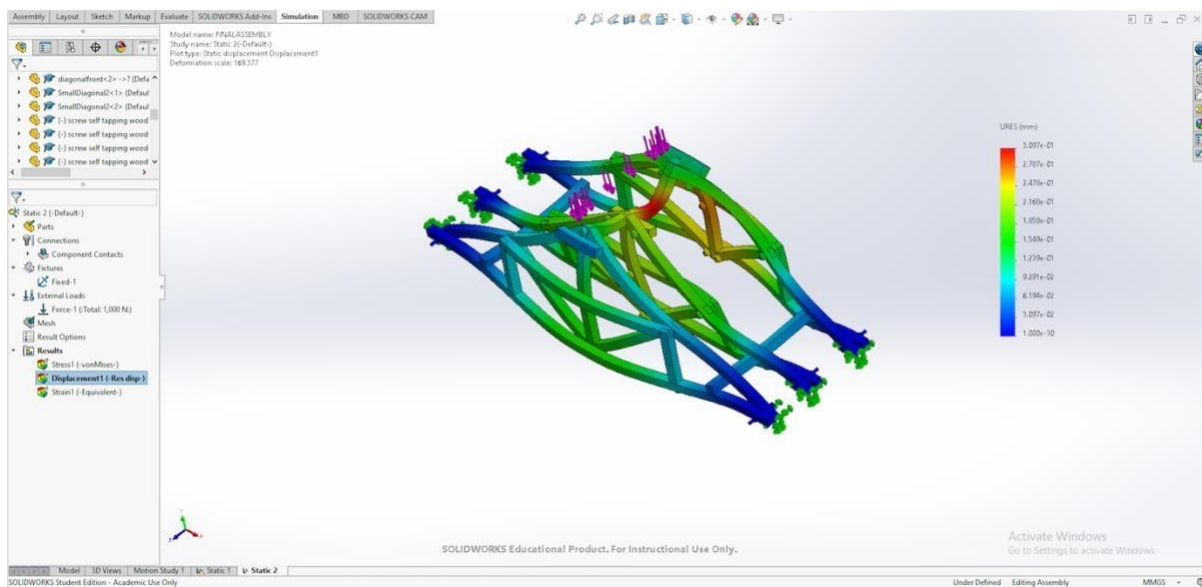 Assembly Layout Sketch Markup Evaluate SOLIDWORKS Add-Ins Simulation MBD SOLIDWORKS CAM
Model name: FINALASSEMBLY
Study name: Static 2(-Default-)
Plot type: Static displacement Displacement1
Deformation scale: 169.377
diagonalfront<2> ->? (Defa
SmallDiagonal2<1> (Defaul
SmallDiagonal2<2> (Defaul
(-) screw self tapping wood
(-) screw self tapping wood
(-) screw self tapping wood
(-) screw self tapping wood
Static 2 (-Default-)
Parts
Connections
Component Contacts
Fixtures
Fixed-1
External Loads
Force-1 (:Total: 1,000 N:)
Mesh
Result Options
Results
Stress1 (-vonMises-)
Displacement1 (-Res disp-)
Strain1 (-Equivalent-)
URES (mm)
3.097e-01
2.787e-01
2.478e-01
2.168e-01
1.858e-01
1.549e-01
1.239e-01
9.291e-02
6.194e-02
3.097e-02
1.000e-30
SOLIDWORKS Educational Product. For Instructional Use Only.
Activate Windows
Go to Settings to activate Windows.
Model 3D Views Motion Study 1 Static 1 Static 2
SOLIDWORKS Student Edition - Academic Use Only
Under Defined Editing Assembly MMGS